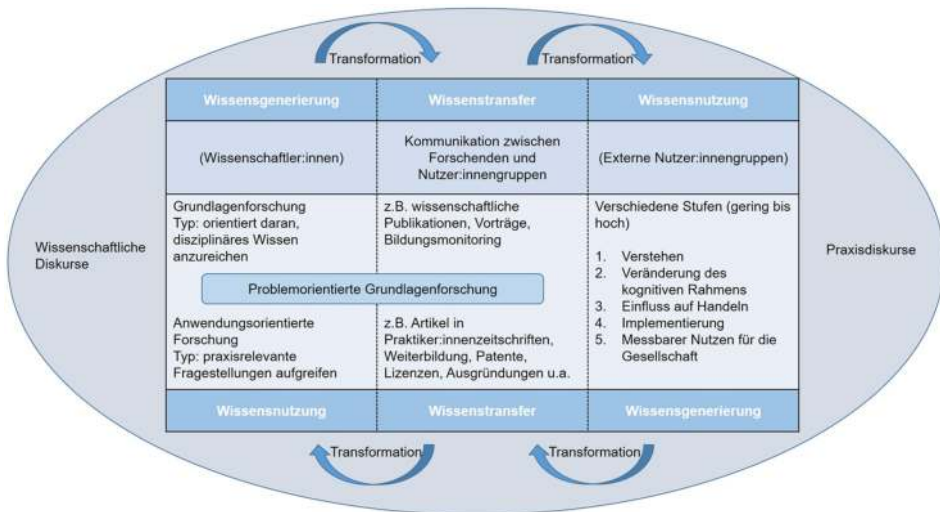 Transformation
Transformation
Wissensgenerierung
Wissenstransfer
Wissensnutzung
(Wissenschaftler:innen)
Kommunikation zwischen
Forschenden und
Nutzer:innengruppen
(Externe Nutzer:innengruppen)
Wissenschaftliche
Diskurse
Grundlagenforschung
Typ: orientiert daran,
disziplinäres Wissen
anzureichen
z.B. wissenschaftliche
Publikationen, Vorträge,
Bildungsmonitoring
Problemorientierte Grundlagenforschung
Anwendungsorientierte
Forschung
Typ: praxisrelevante
Fragestellungen aufgreifen
z.B. Artikel in
Praktiker:innenzeitschriften,
Weiterbildung, Patente,
Lizenzen, Ausgründungen u.a.
Verschiedene Stufen (gering bis
hoch)
1. Verstehen
2. Veränderung des
kognitiven Rahmens
3. Einfluss auf Handeln
4. Implementierung
5. Messbarer Nutzen für die
Gesellschaft
Praxisdiskurse
Wissensnutzung
Wissenstransfer
Wissensgenerierung
Transformation
Transformation